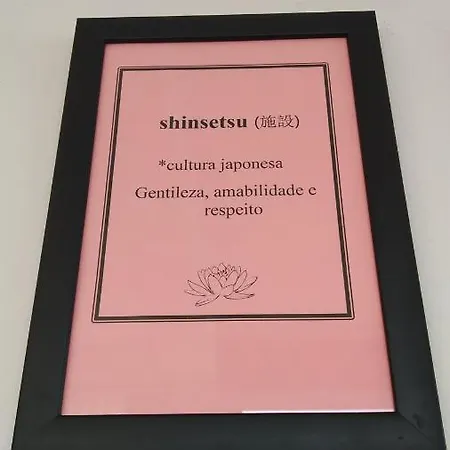 shinsetsu (施設)
*cultura japonesa
Gentileza, amabilidade e
respeito